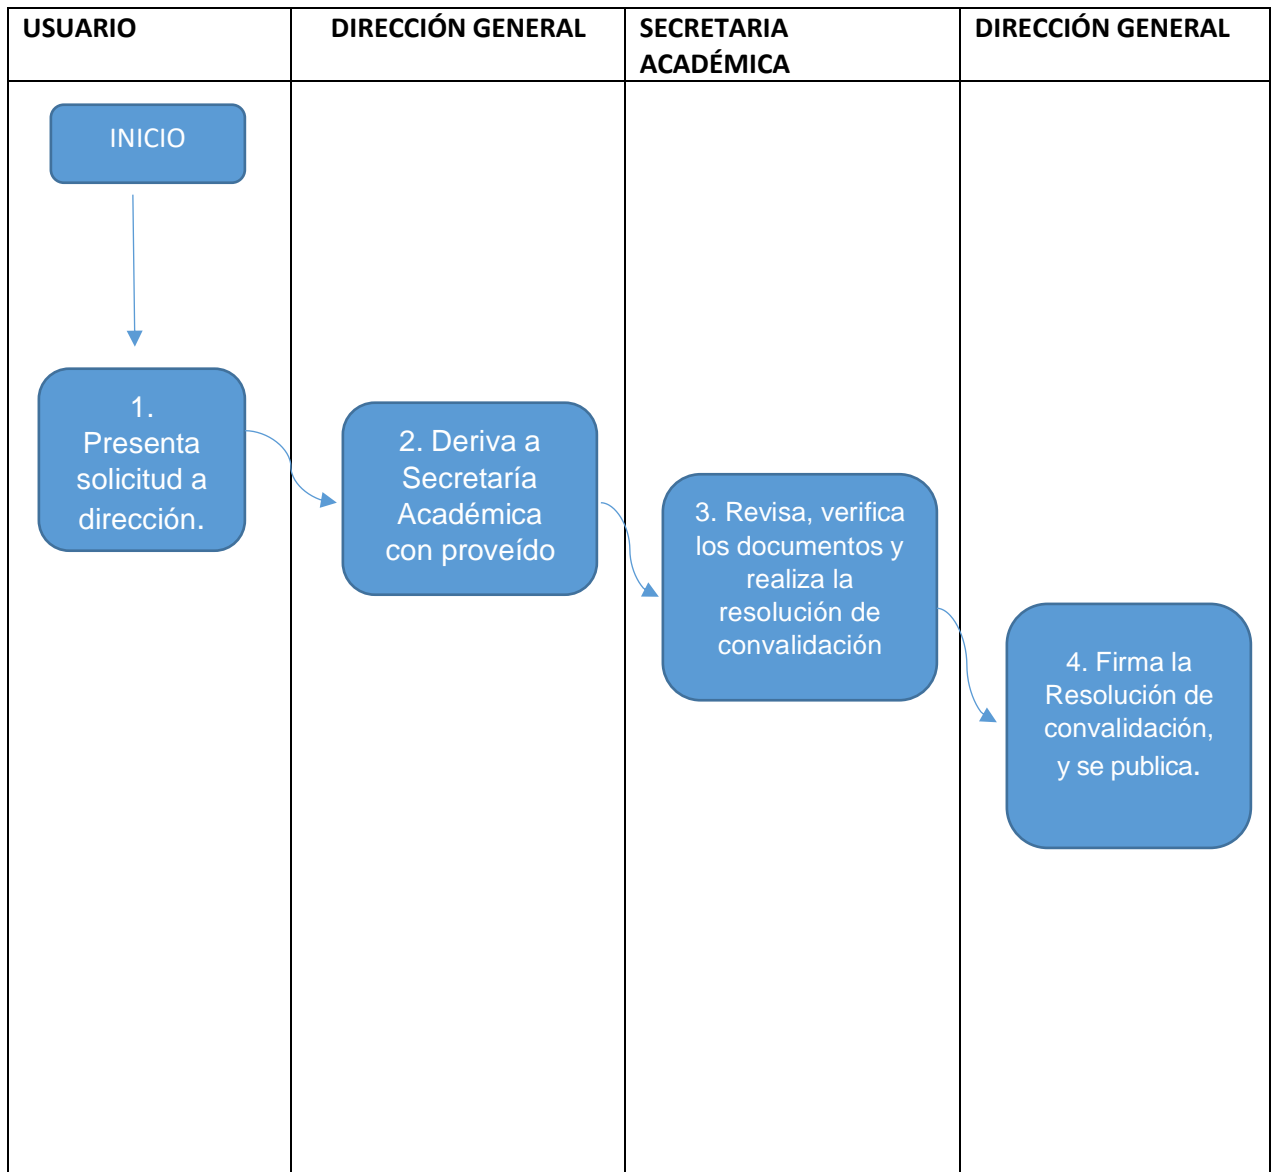 USUARIO
DIRECCIÓN GENERAL
SECRETARIA
ACADÉMICA
DIRECCIÓN GENERAL
INICIO
1.
Presenta
solicitud a
dirección.
2. Deriva a
Secretaría
Académica
con proveído
3. Revisa, verifica
los documentos y
realiza la
resolución de
convalidación
4. Firma la
Resolución de
convalidación,
y se publica.